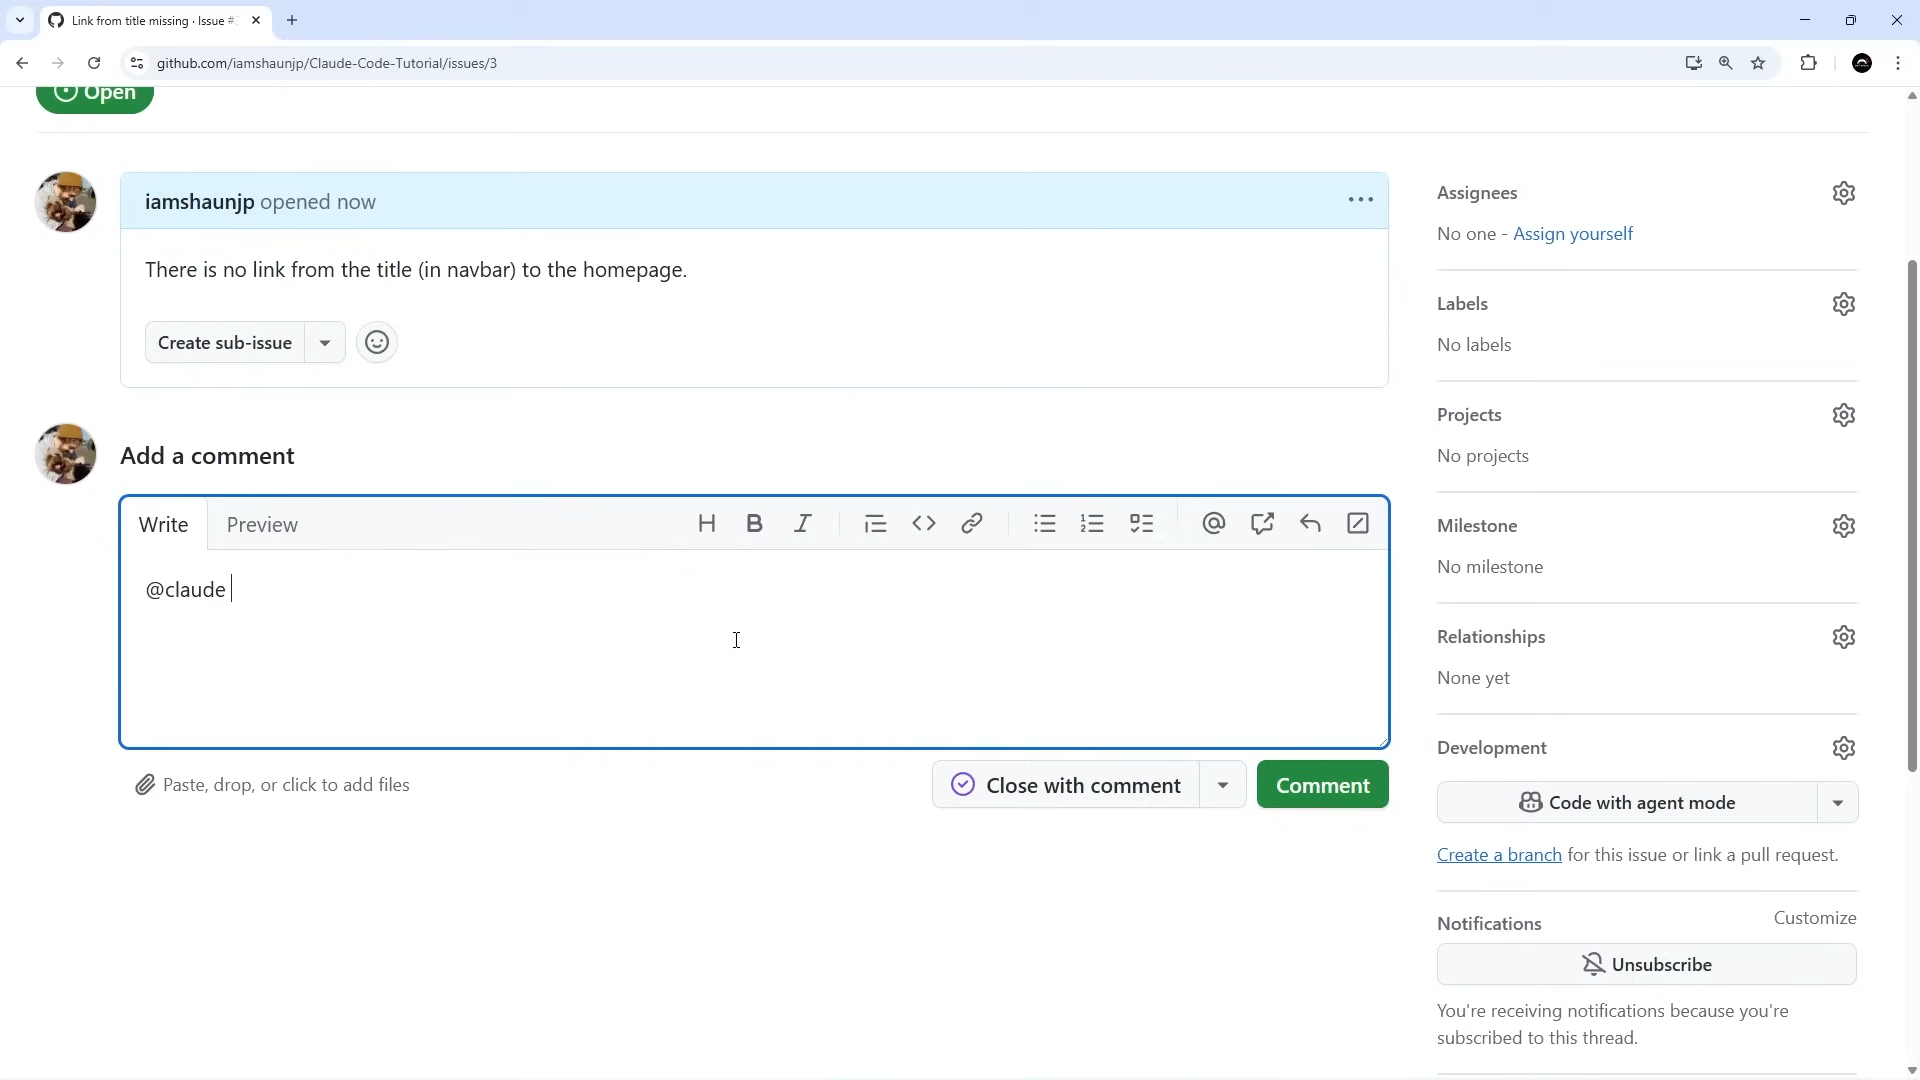 Link from title missing · Issue #
github.com/iamshaunjp/Claude-Code-Tutorial/issues/3
Open
iamshaunjp opened now
There is no link from the title (in navbar) to the homepage.
Create sub-issue
Add a comment
Write
Preview
@claude
Paste, drop, or click to add files
Close with comment
Comment
Assignees
No one - Assign yourself
Labels
No labels
Projects
No projects
Milestone
No milestone
Relationships
None yet
Development
Code with agent mode
Create a branch for this issue or link a pull request.
Notifications
Customize
Unsubscribe
You're receiving notifications because you're
subscribed to this thread.